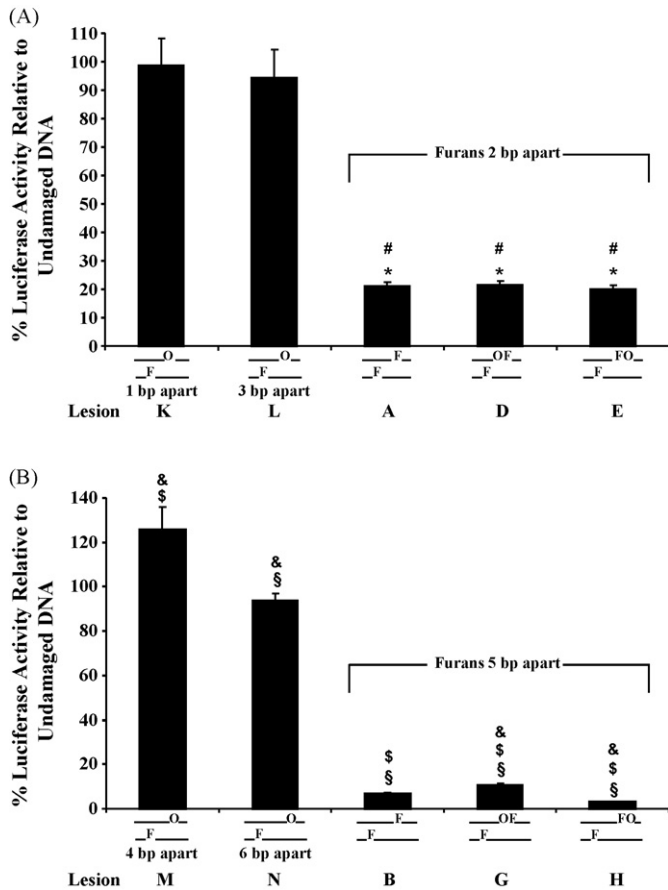 (A)
% Luciferase Activity Relative to
Undamaged DNA
110
100
90
80
70
60
50
40
30
20
10
0
Furans 2 bp apart
# # #
* * *
O O F OF FO
F F F F F
1 bp apart 3 bp apart
Lesion K L A D E
(B)
% Luciferase Activity Relative to
Undamaged DNA
140
120
100
80
60
40
20
0
&
$
&
§
Furans 5 bp apart
$
§
&
$
§
&
$
§
O O F OF FO
F F F F F
4 bp apart 6 bp apart
Lesion M N B G H